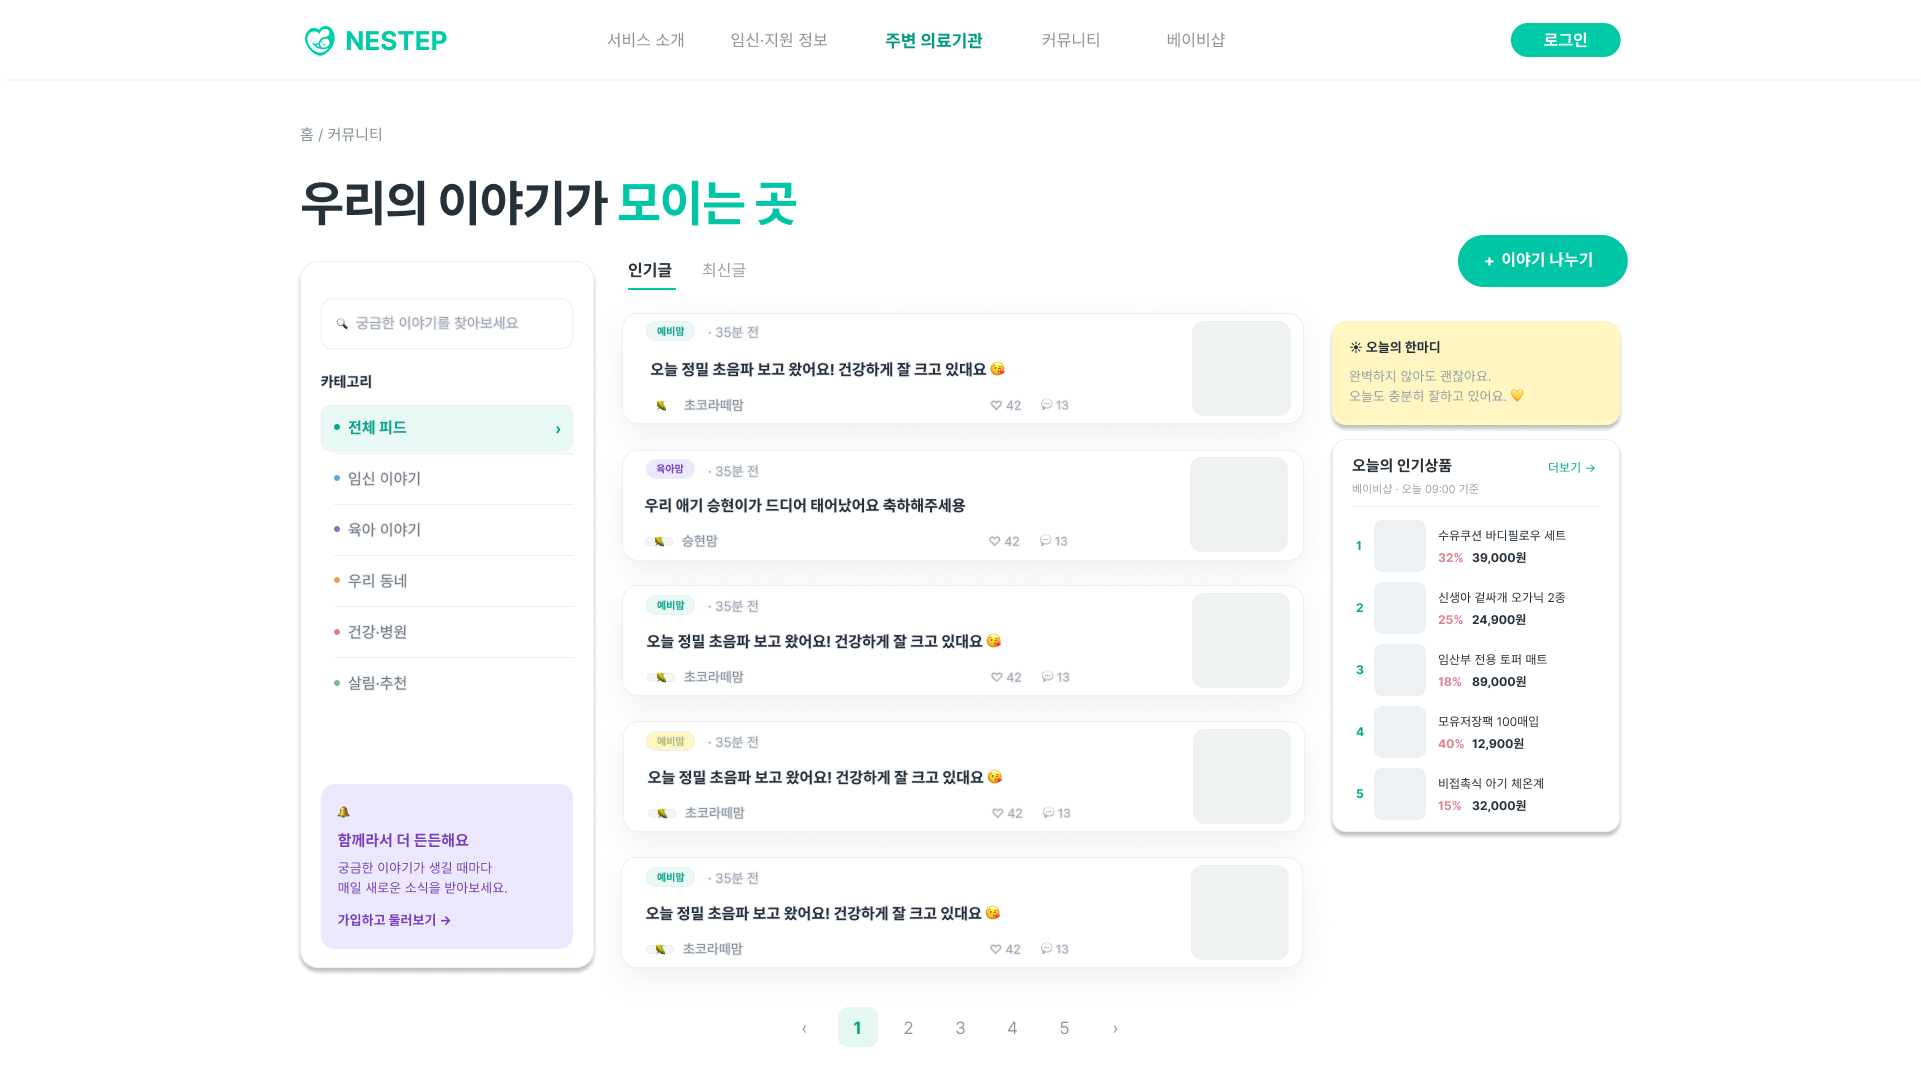 NESTEP
서비스 소개
임신·지원 정보
주변 의료기관
커뮤니티
베이비샵
로그인
홈 / 커뮤니티
우리의 이야기가 모이는 곳
🔍 궁금한 이야기를 찾아보세요
카테고리
전체 피드 ›
임신 이야기
육아 이야기
우리 동네
건강·병원
살림·추천
🔔
함께라서 더 든든해요
궁금한 이야기가 생길 때마다
매일 새로운 소식을 받아보세요.
가입하고 둘러보기 →
인기글
최신글
+ 이야기 나누기
예비맘 · 35분 전
오늘 정밀 초음파 보고 왔어요! 건강하게 잘 크고 있대요 😘
🌽 초코라떼맘 ♡ 42 💬 13
육아맘 · 35분 전
우리 애기 승현이가 드디어 태어났어요 축하해주세용
🌽 승현맘 ♡ 42 💬 13
예비맘 · 35분 전
오늘 정밀 초음파 보고 왔어요! 건강하게 잘 크고 있대요 😘
🌽 초코라떼맘 ♡ 42 💬 13
예비맘 · 35분 전
오늘 정밀 초음파 보고 왔어요! 건강하게 잘 크고 있대요 😘
🌽 초코라떼맘 ♡ 42 💬 13
예비맘 · 35분 전
오늘 정밀 초음파 보고 왔어요! 건강하게 잘 크고 있대요 😘
🌽 초코라떼맘 ♡ 42 💬 13
☀ 오늘의 한마디
완벽하지 않아도 괜찮아요.
오늘도 충분히 잘하고 있어요. 💛
오늘의 인기상품
더보기 →
베이비샵 · 오늘 09:00 기준
1
수유쿠션 바디필로우 세트
32% 39,000원
2
신생아 겉싸개 오가닉 2종
25% 24,900원
3
임산부 전용 토퍼 매트
18% 89,000원
4
모유저장팩 100매입
40% 12,900원
5
비접촉식 아기 체온계
15% 32,000원
‹ 1 2 3 4 5 ›